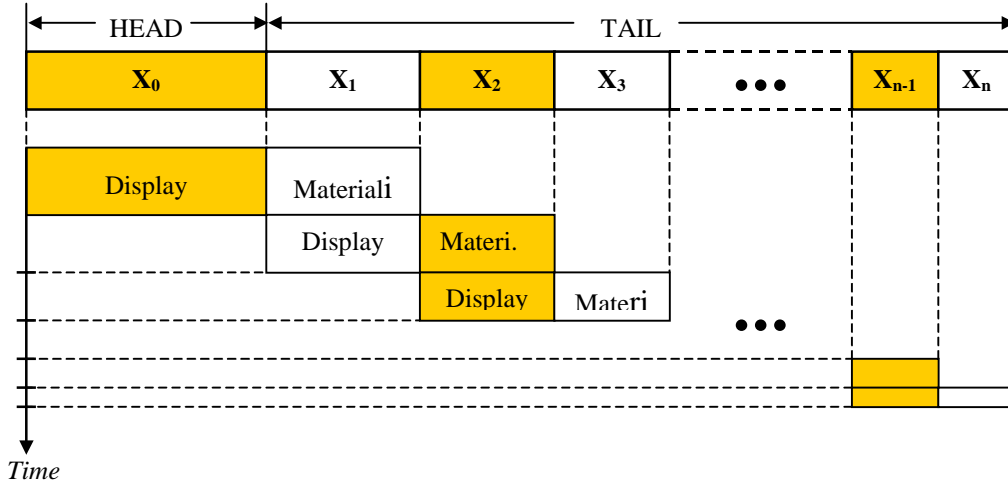 HEAD TAIL
X₀ X₁ X₂ X₃ ●●● Xₙ₋₁ Xₙ
Display Materiali
Display Materi.
Display Materi
●●●
Time